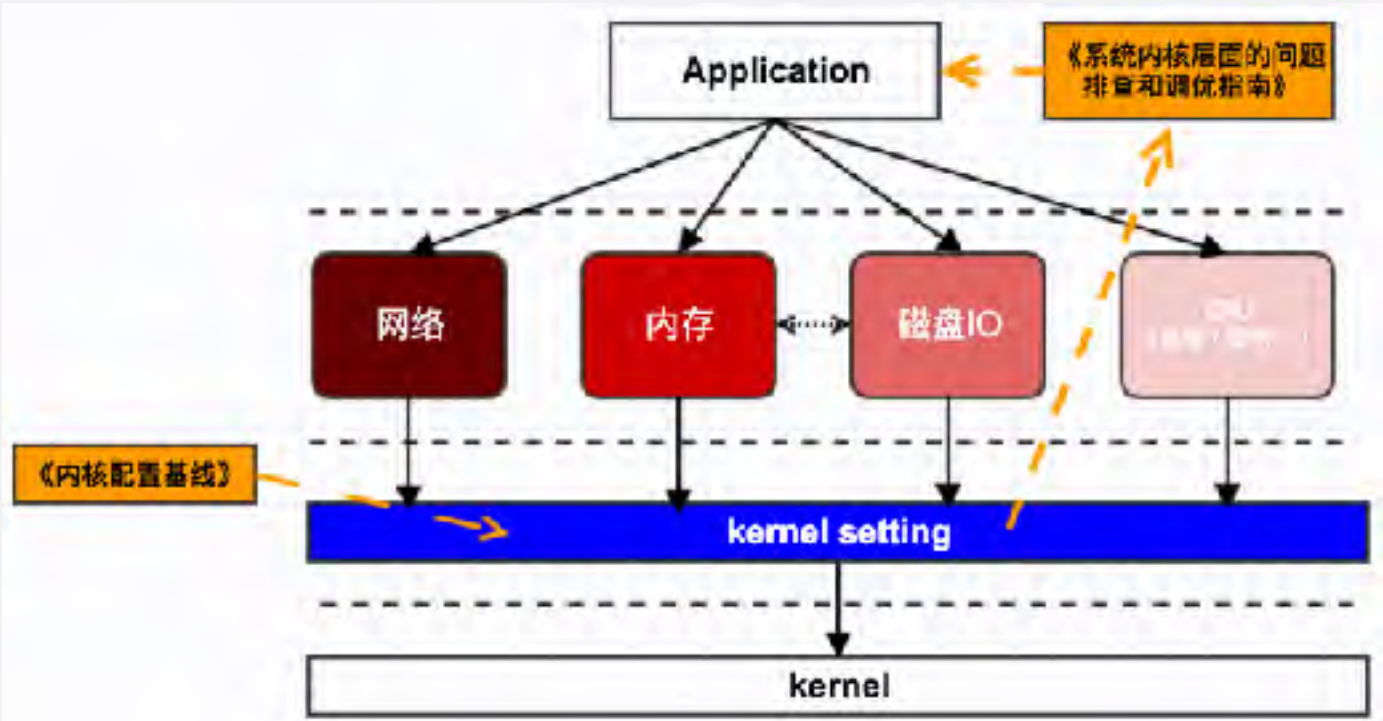 Application
《系统内核层面的问题
排查和调优指南》
网络
内存
磁盘IO
CPU
《内核配置基线》
kernel setting
kernel